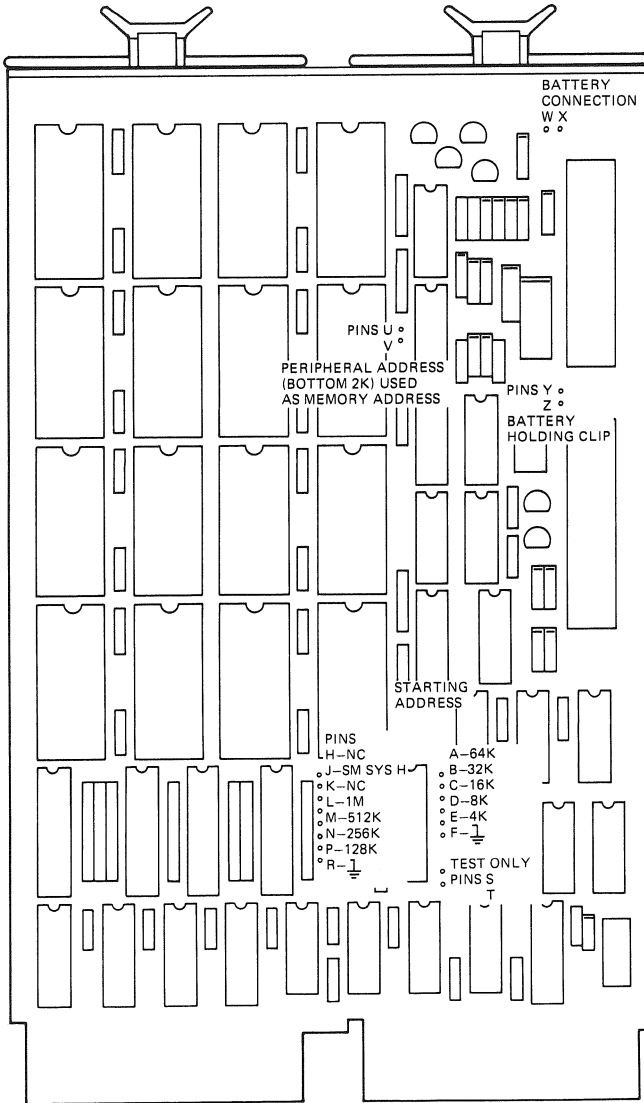 BATTERY
CONNECTION
W X
PINS U
V
PERIPHERAL ADDRESS
(BOTTOM 2K) USED
AS MEMORY ADDRESS
PINS Y
Z
BATTERY
HOLDING CLIP
STARTING
ADDRESS
PINS
H-NC
J-SM SYS H
K-NC
L-1M
M-512K
N-256K
P-128K
R-
A-64K
B-32K
C-16K
D-8K
E-4K
F-
TEST ONLY
PINS S
T